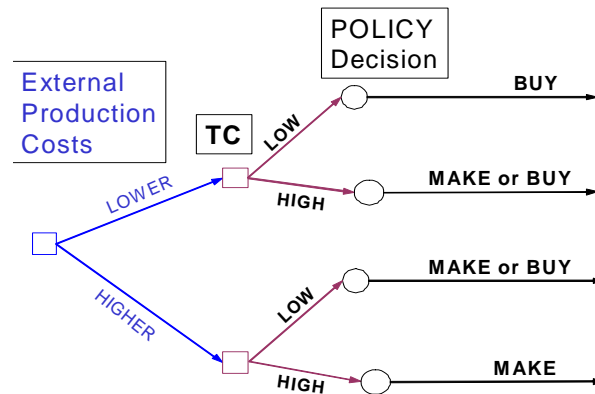 POLICY
Decision
External
Production
Costs
TC
BUY
LOW
LOWER
HIGH
MAKE or BUY
HIGHER
LOW
MAKE or BUY
HIGH
MAKE